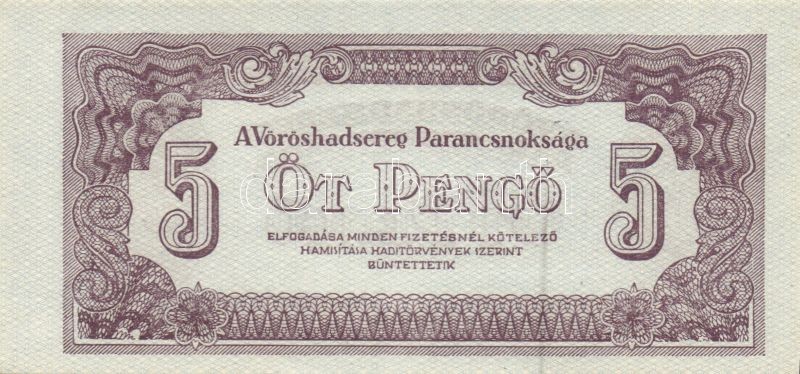 A Vöröshadsereg Parancsnoksága
5 Öt Pengő 5
ELFOGADÁSA MINDEN FIZETÉSNÉL KÖTELEZŐ
HAMISÍTÁSA HADITÖRVÉNYEK SZERINT
BÜNTETTETIK